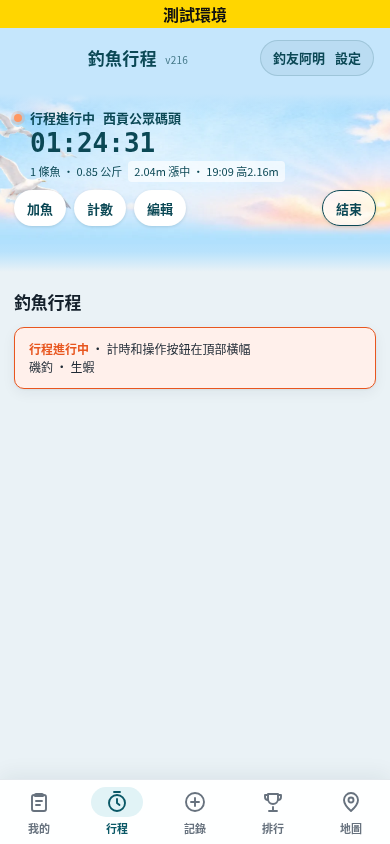 測試環境
釣魚行程 v216
釣友阿明 設定
行程進行中 西貢公眾碼頭
01:24:31
1 條魚 · 0.85 公斤 2.04m 漲中 · 19:09 高2.16m
加魚 計數 編輯 結束
釣魚行程
行程進行中 · 計時和操作按鈕在頂部橫幅
磯釣 · 生蝦
我的 行程 記錄 排行 地圖